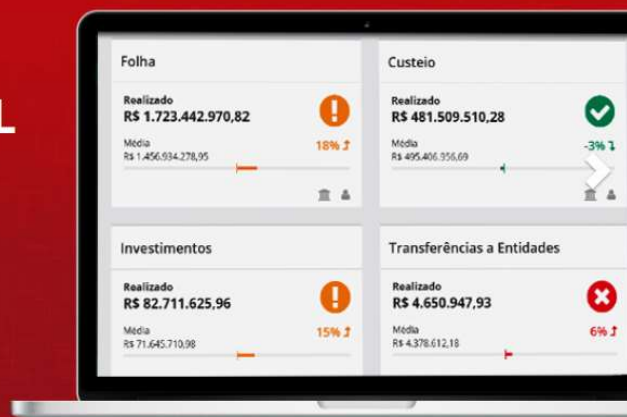 L
Folha
Realizado
R$ 1.723.442.970,82
Média
R$ 1.456.934.278,95
18%
Custeio
Realizado
R$ 481.509.510,28
Média
R$ 495.406.956,69
-3%
Investimentos
Realizado
R$ 82.711.625,96
Média
R$ 71.645.710,98
15%
Transferências a Entidades
Realizado
R$ 4.650.947,93
Média
R$ 4.378.612,18
6%